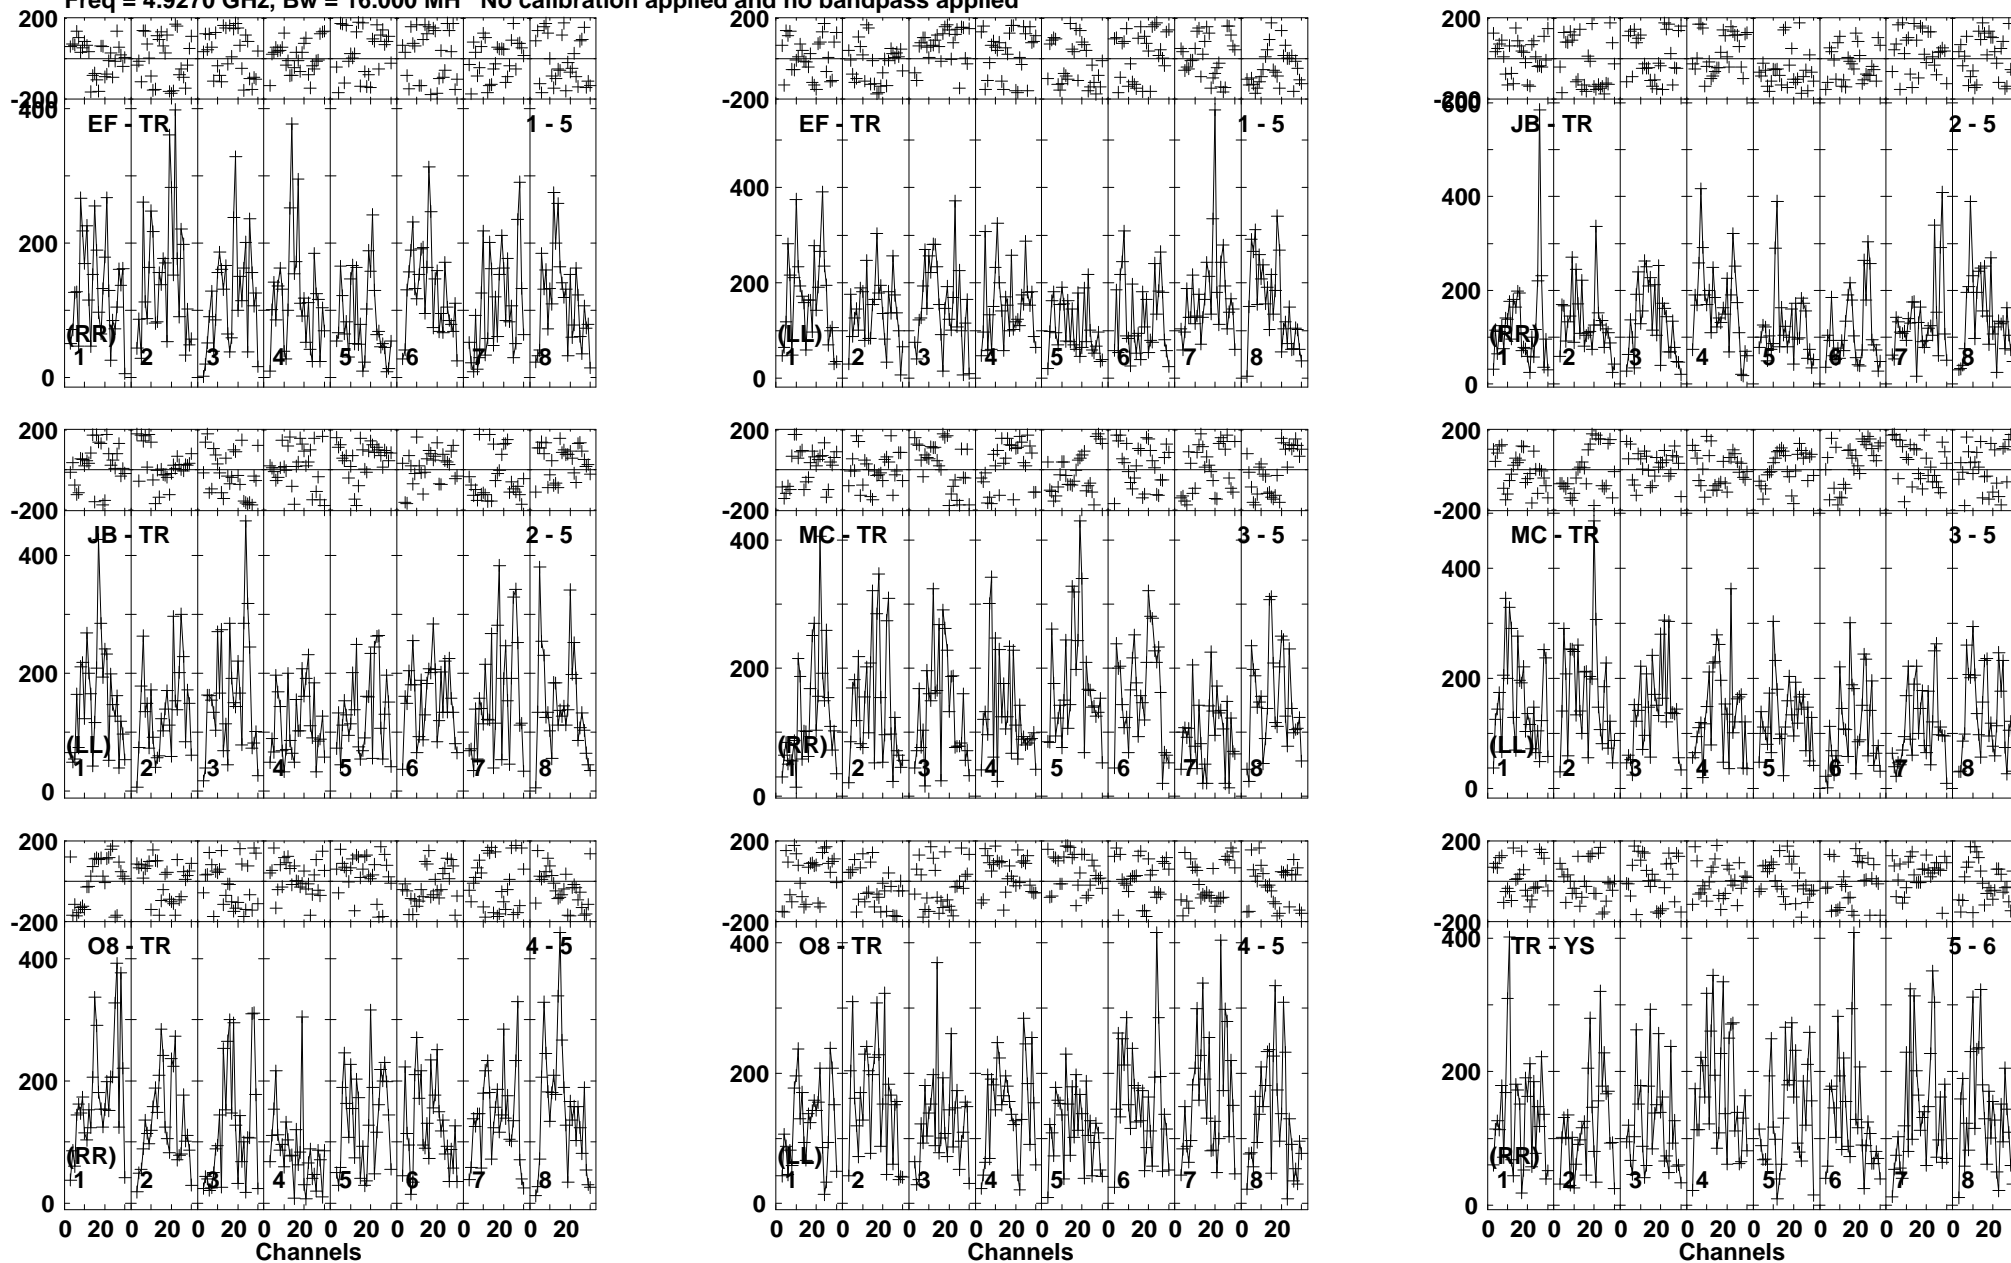 Freq = 4.9270 GHz, Bw = 16.000 MH No calibration applied and no bandpass applied
200 200 200
-200 -200 -200
400 600
EF - TR 1 - 5 EF - TR 1 - 5 JB - TR 2 - 5
400 400
200 200 200
(RR) (LL) (RR)
1 2 3 4 5 6 7 8 1 2 3 4 5 6 7 8 1 2 3 4 5 6 7 8
0 0 0
200 200 200
-200 -200 -200
JB - TR 2 - 5 MC - TR 3 - 5 MC - TR 3 - 5
400 400 400
200 200 200
(LL) (RR) (LL)
1 2 3 4 5 6 7 8 1 2 3 4 5 6 7 8 1 2 3 4 5 6 7 8
0 0 0
200 200 200
-200 -200 -200
O8 - TR 4 - 5 O8 - TR 4 - 5 TR - YS 5 - 6
400 400 400
200 200 200
(RR) (LL) (RR)
1 2 3 4 5 6 7 8 1 2 3 4 5 6 7 8 1 2 3 4 5 6 7 8
0 0 0
0 20 0 20 0 20 0 20 0 20 0 20 0 20 0 20 0 20 0 20 0 20 0 20 0 20 0 20 0 20 0 20 0 20 0 20 0 20 0 20 0 20 0 20 0 20 0 20
Channels Channels Channels